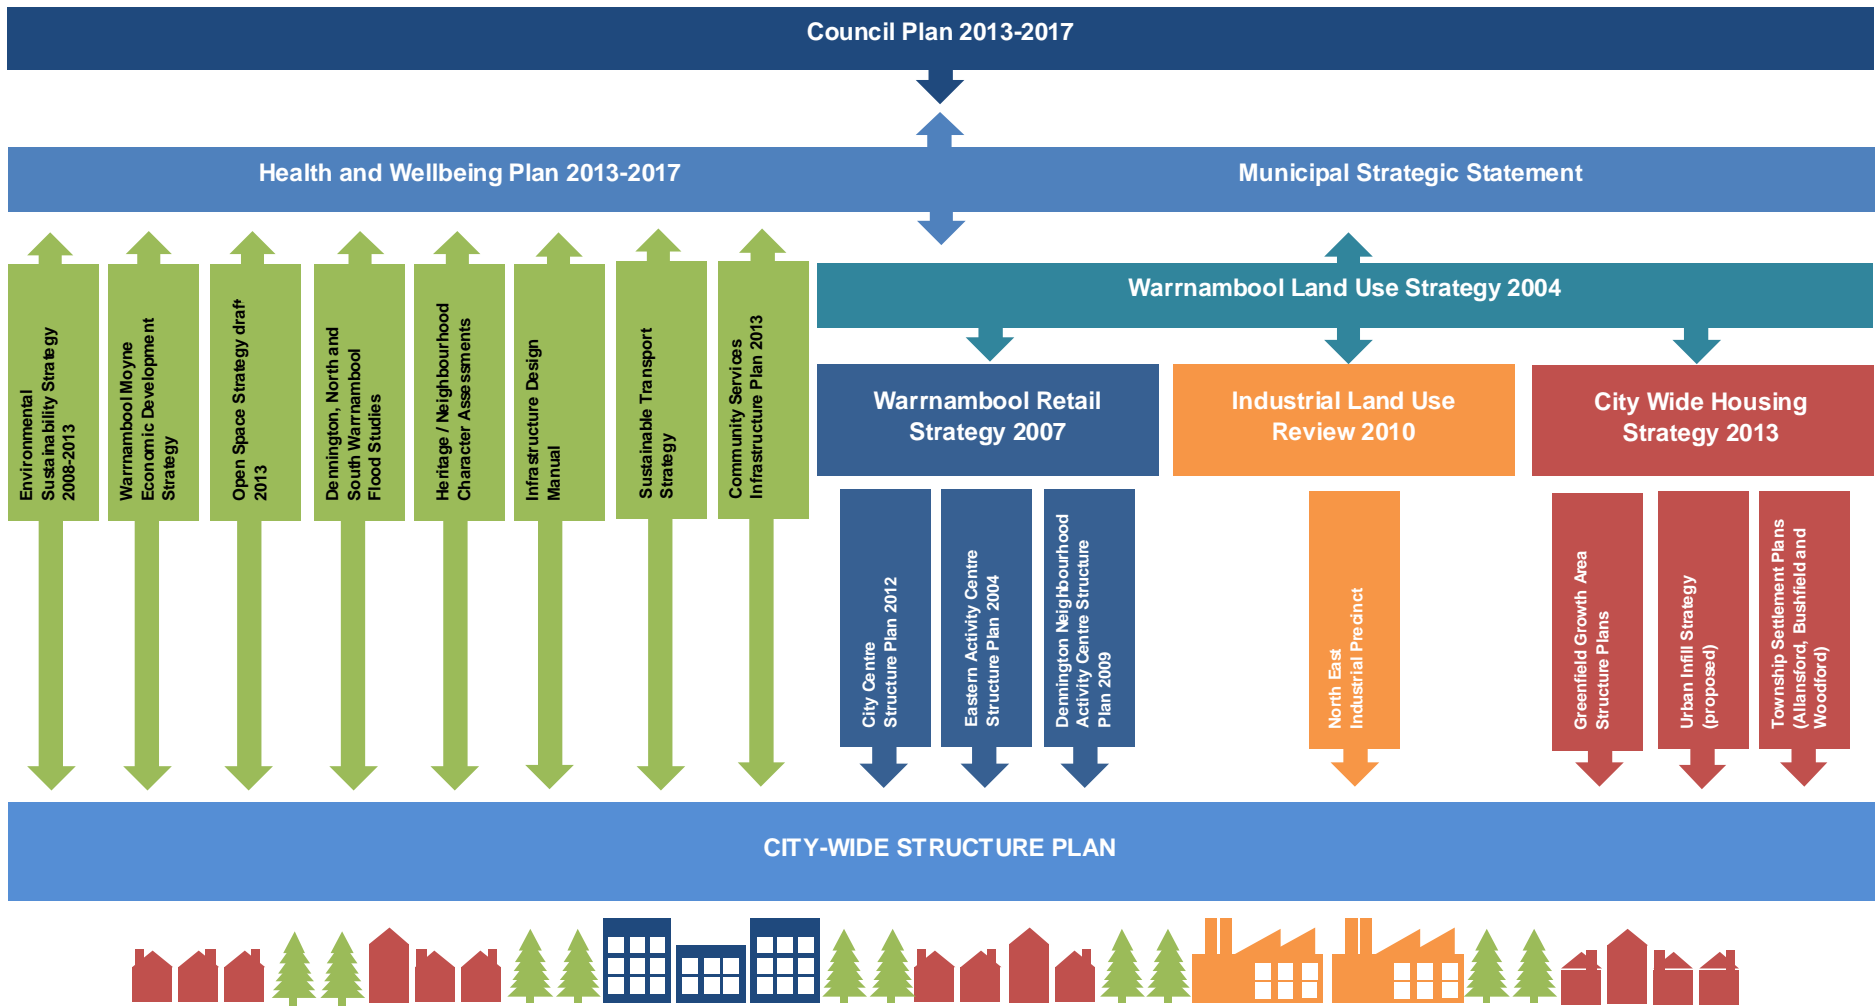 Council Plan 2013-2017
Health and Wellbeing Plan 2013-2017
Municipal Strategic Statement
Environmental
Sustainability Strategy
2008-2013
Warrnambool Moyne
Economic Development
Strategy
Open Space Strategy draft
2013
Dennington, North and
South Warrnambool
Flood Studies
Heritage / Neighbourhood
Character Assessments
Infrastructure Design
Manual
Sustainable Transport
Strategy
Community Services
Infrastructure Plan 2013
Warrnambool Land Use Strategy 2004
Warrnambool Retail
Strategy 2007
Industrial Land Use
Review 2010
City Wide Housing
Strategy 2013
City Centre
Structure Plan 2012
Eastern Activity Centre
Structure Plan 2004
Dennington Neighbourhood
Activity Centre Structure
Plan 2009
North East
Industrial Precinct
Greenfield Growth Area
Structure Plans
Urban Infill Strategy
(proposed)
Township Settlement Plans
(Allansford, Bushfield and
Woodford)
CITY-WIDE STRUCTURE PLAN